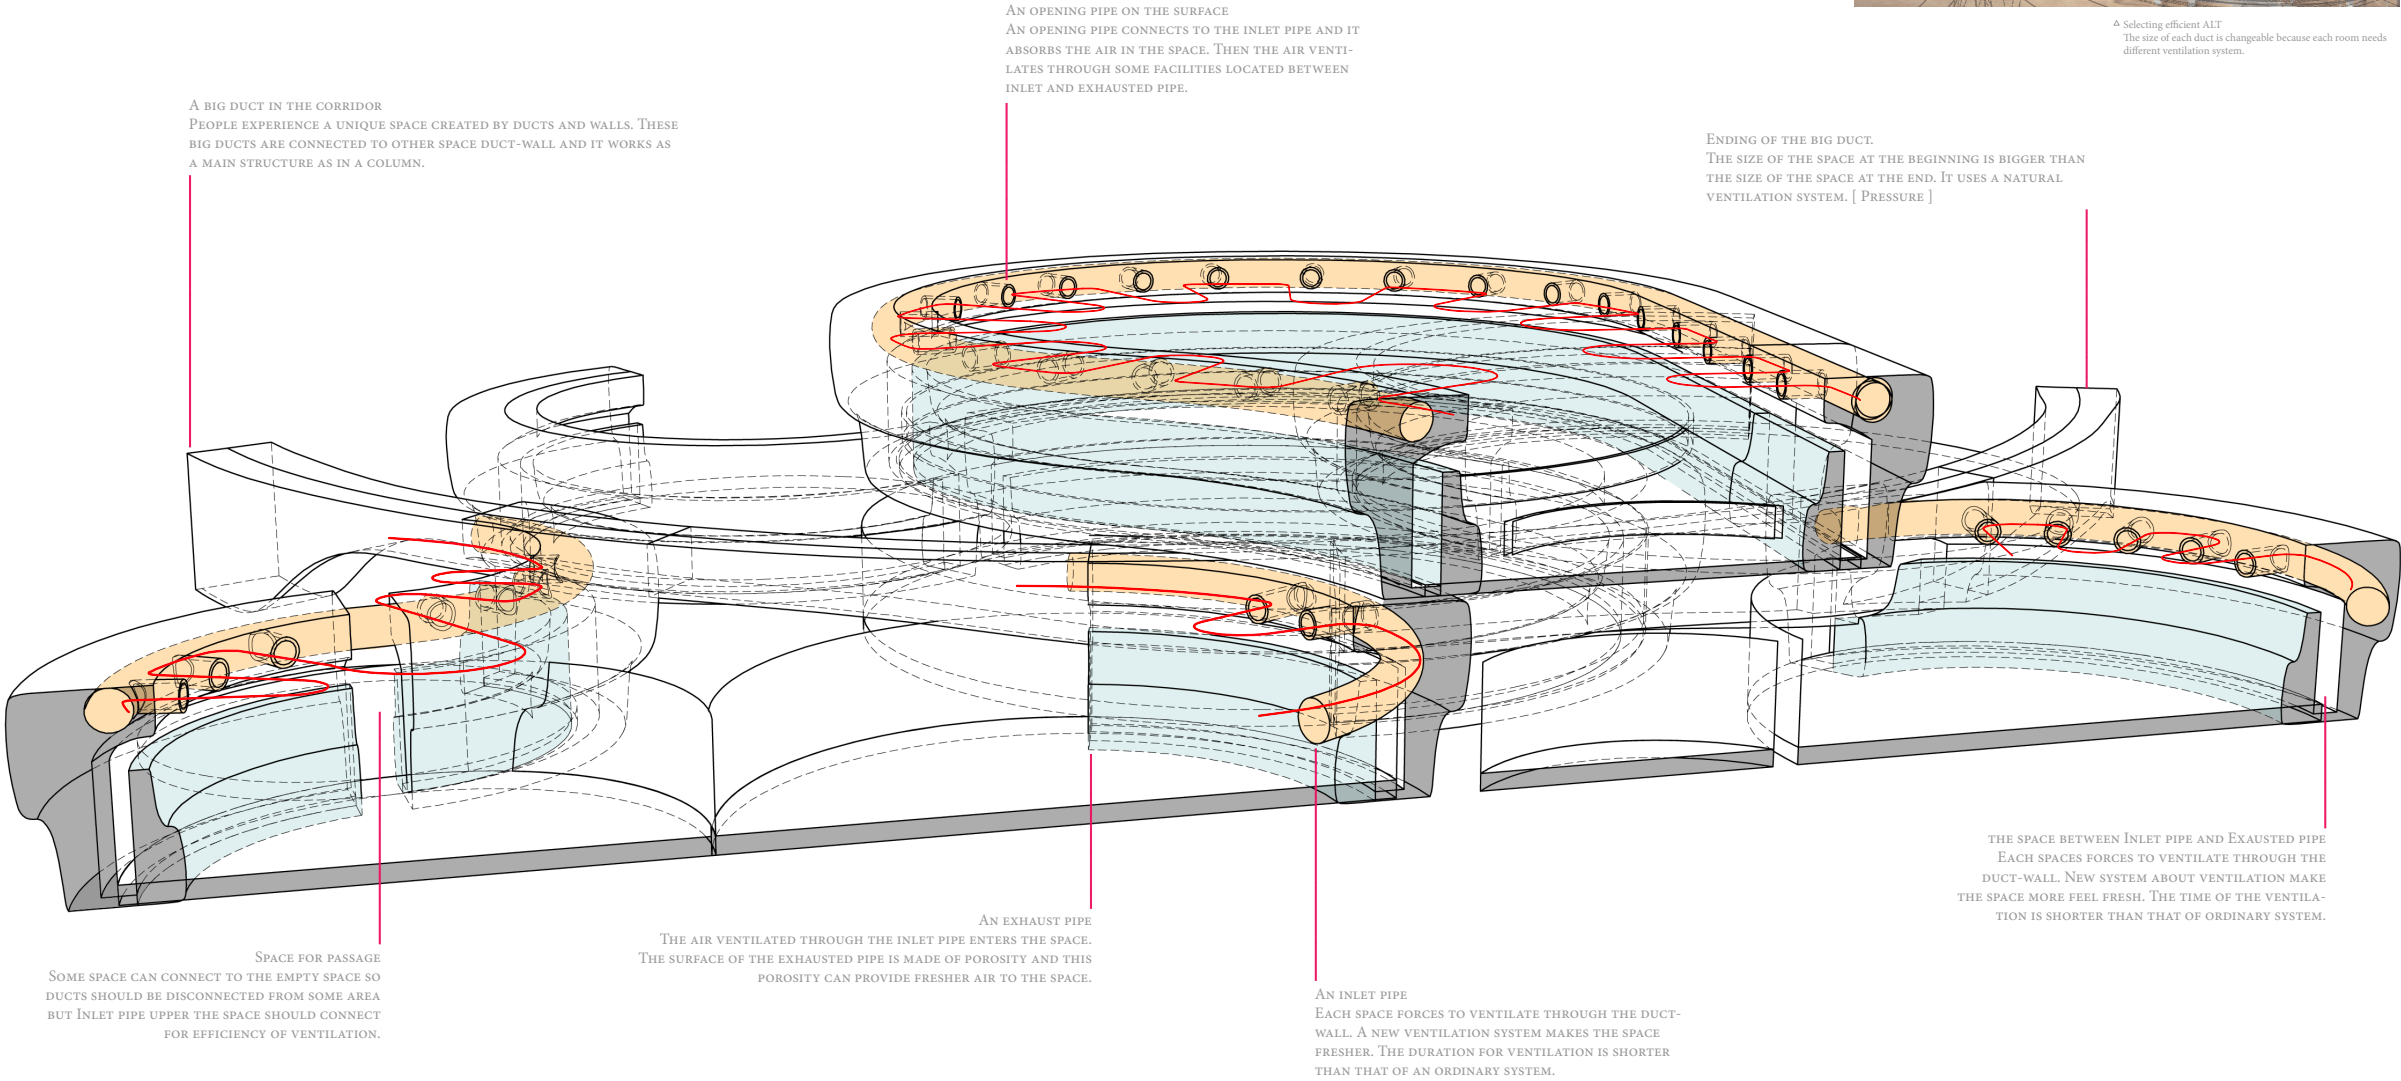 An opening pipe on the surface
An opening pipe connects to the inlet pipe and it
absorbs the air in the space. Then the air venti-
lates through some facilities located between
inlet and exhausted pipe.
△ Selecting efficient ALT
The size of each duct is changeable because each room needs
different ventilation system.
A big duct in the corridor
People experience a unique space created by ducts and walls. These
big ducts are connected to other space duct-wall and it works as
a main structure as in a column.
Ending of the big duct.
The size of the space at the beginning is bigger than
the size of the space at the end. It uses a natural
ventilation system. [ Pressure ]
the space between Inlet pipe and Exausted pipe
Each spaces forces to ventilate through the
duct-wall. New system about ventilation make
the space more feel fresh. The time of the ventila-
tion is shorter than that of ordinary system.
An exhaust pipe
The air ventilated through the inlet pipe enters the space.
The surface of the exhausted pipe is made of porosity and this
porosity can provide fresher air to the space.
Space for passage
Some space can connect to the empty space so
ducts should be disconnected from some area
but Inlet pipe upper the space should connect
for efficiency of ventilation.
An inlet pipe
Each space forces to ventilate through the duct-
wall. A new ventilation system makes the space
fresher. The duration for ventilation is shorter
than that of an ordinary system.